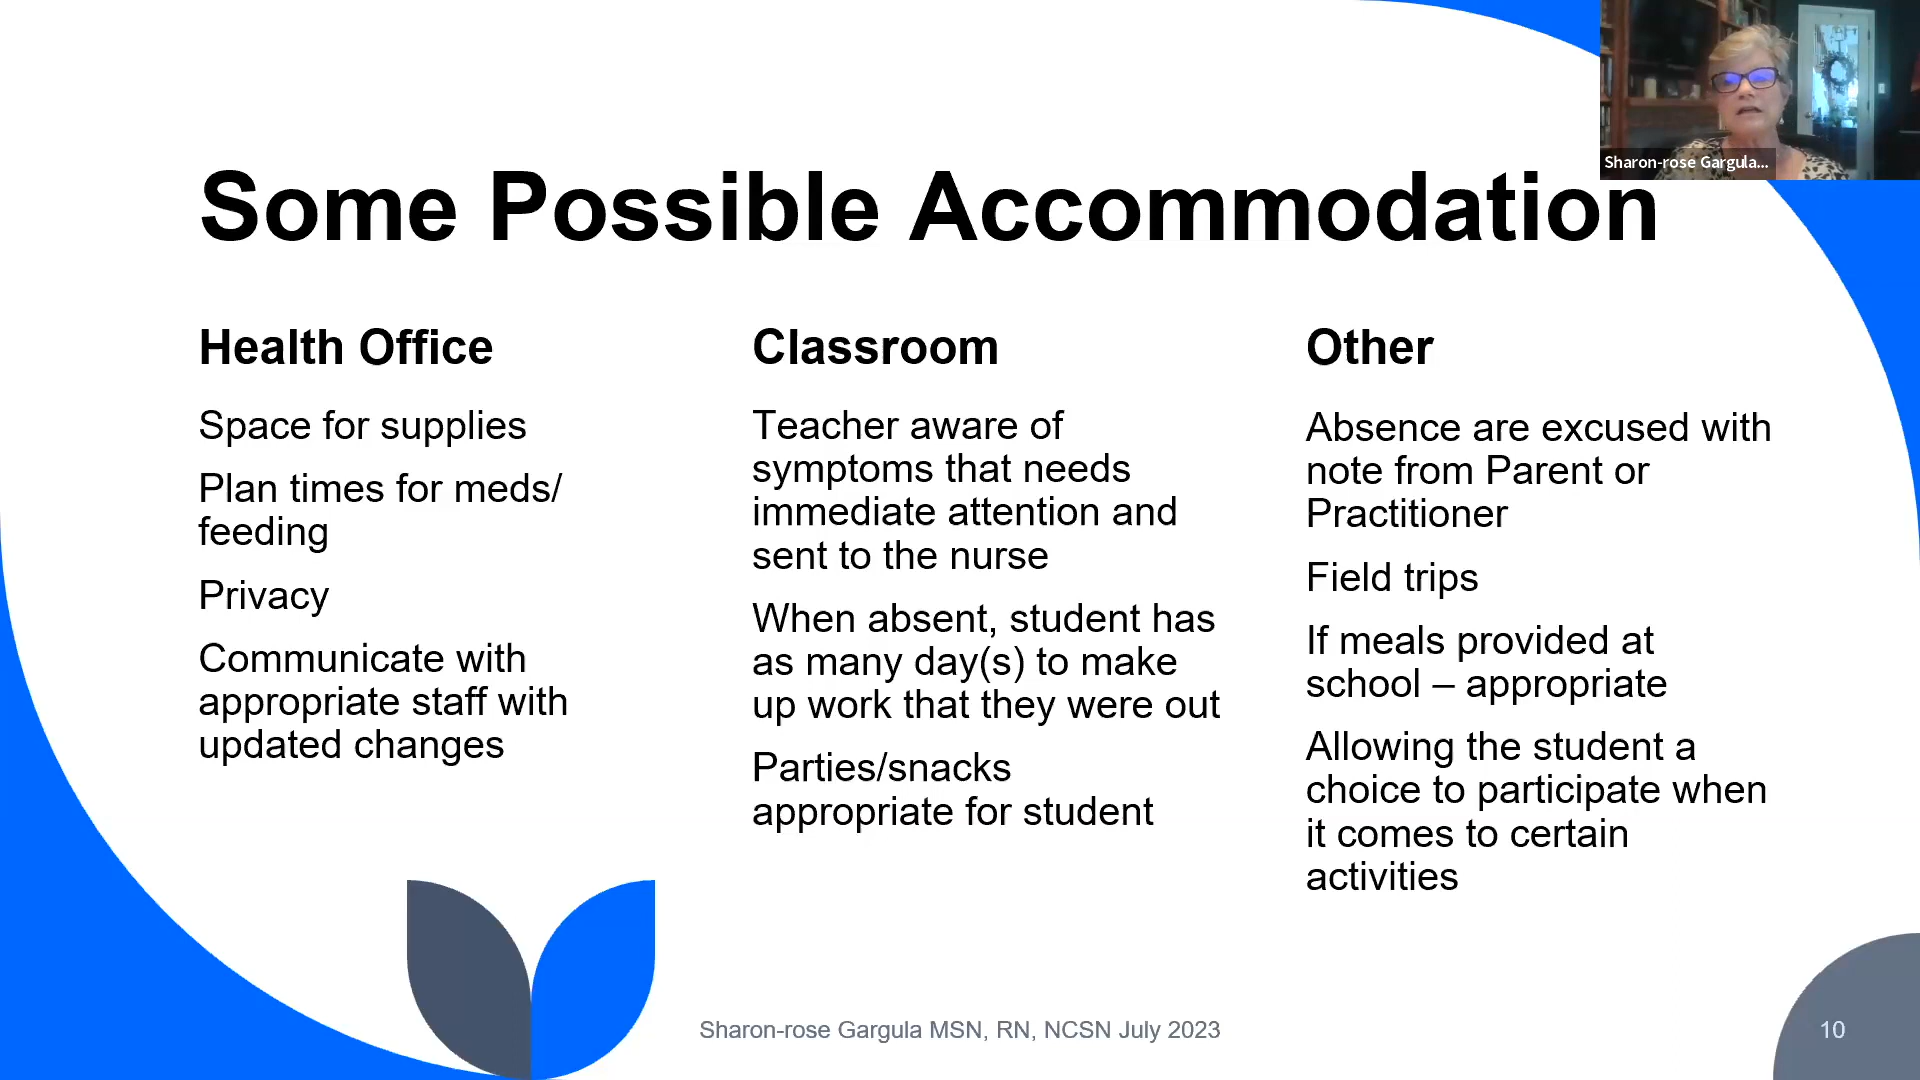 Sharon-rose Gargula...
Some Possible Accommodation
Health Office
Space for supplies
Plan times for meds/
feeding
Privacy
Communicate with
appropriate staff with
updated changes
Classroom
Teacher aware of
symptoms that needs
immediate attention and
sent to the nurse
When absent, student has
as many day(s) to make
up work that they were out
Parties/snacks
appropriate for student
Other
Absence are excused with
note from Parent or
Practitioner
Field trips
If meals provided at
school – appropriate
Allowing the student a
choice to participate when
it comes to certain
activities
Sharon-rose Gargula MSN, RN, NCSN July 2023
10